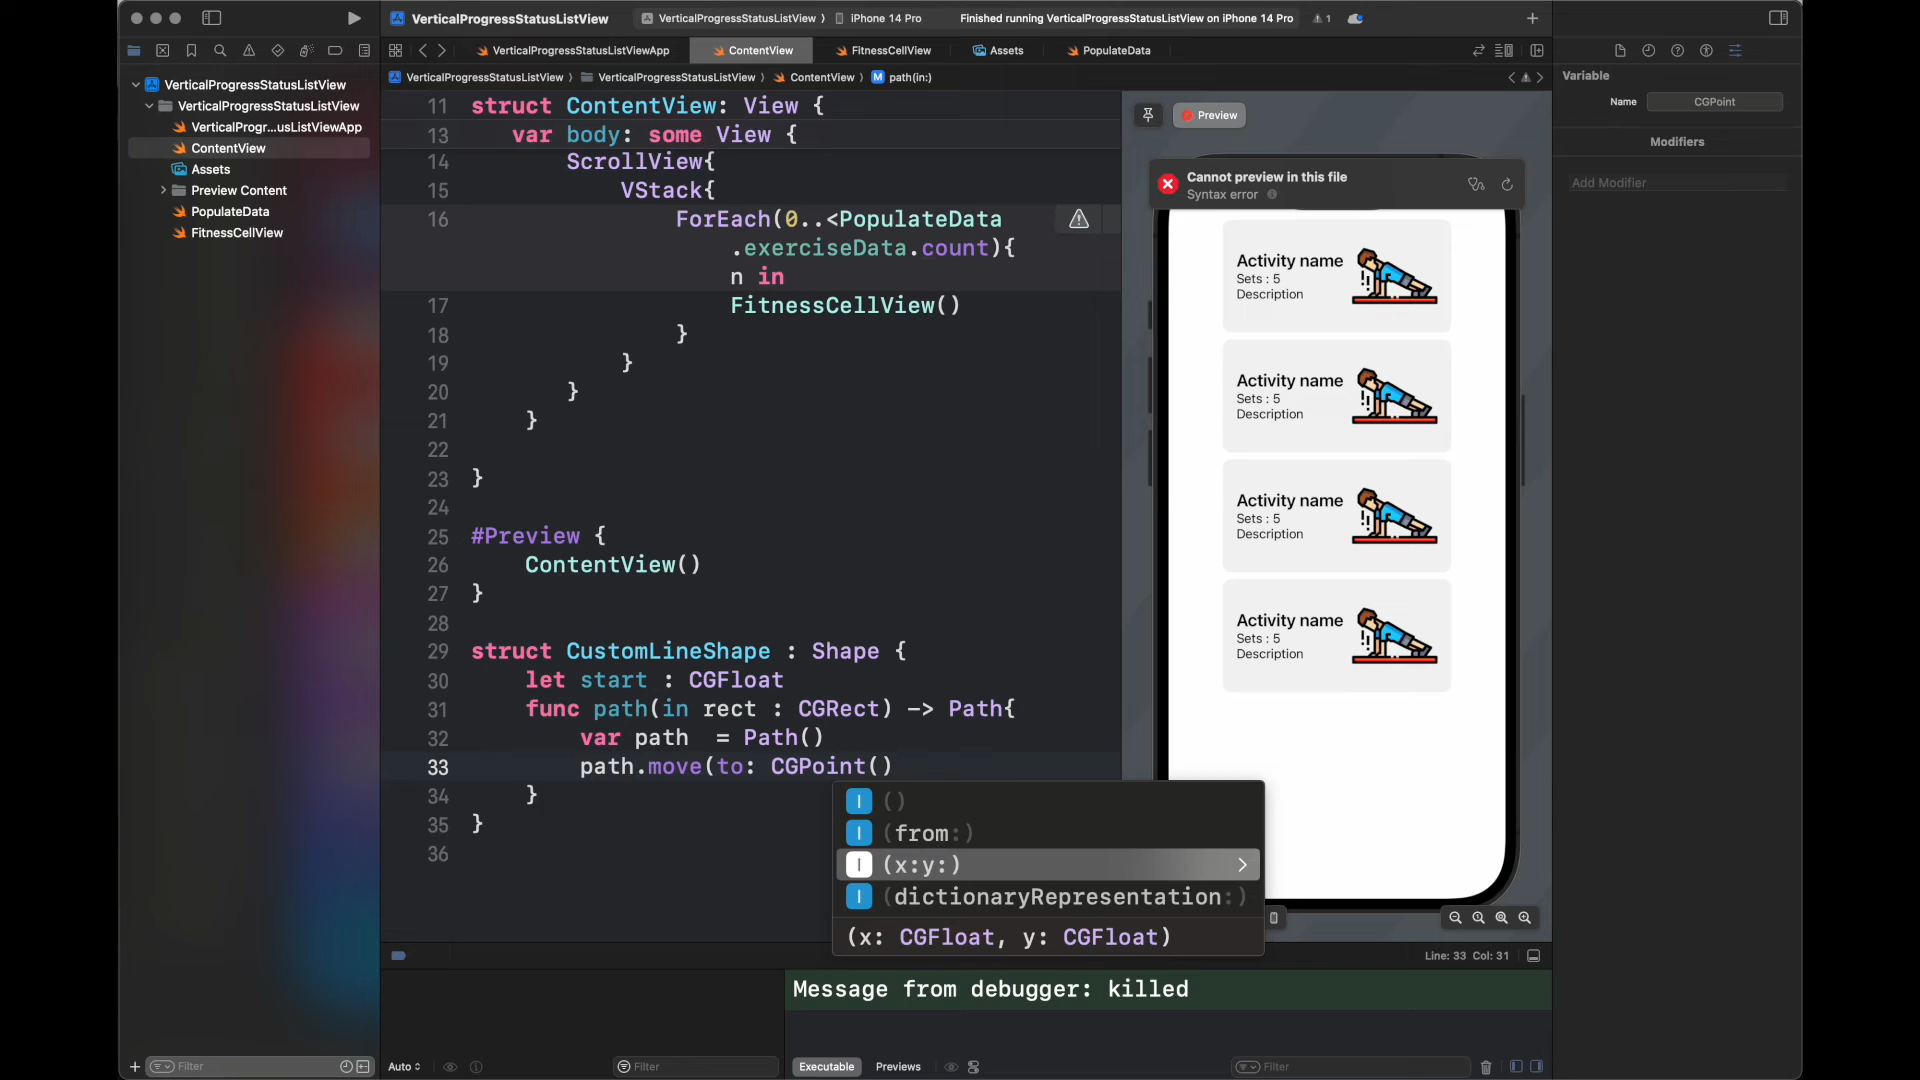 VerticalProgressStatusListView
VerticalProgressStatusListView
iPhone 14 Pro
Finished running VerticalProgressStatusListView on iPhone 14 Pro
1
VerticalProgressStatusListViewApp
ContentView
FitnessCellView
Assets
PopulateData
VerticalProgressStatusListView
VerticalProgressStatusListView
ContentView
M path(in:)
VerticalProgressStatusListView
VerticalProgressStatusListView
VerticalProgr...usListViewApp
ContentView
Assets
Preview Content
PopulateData
FitnessCellView
11 struct ContentView: View {
13 var body: some View {
14 ScrollView{
15 VStack{
16 ForEach(0..<PopulateData
.exerciseData.count){
n in
17 FitnessCellView()
18 }
19 }
20 }
21 }
22
23 }
24
25 #Preview {
26 ContentView()
27 }
28
29 struct CustomLineShape : Shape {
30 let start : CGFloat
31 func path(in rect : CGRect) -> Path{
32 var path  = Path()
33 path.move(to: CGPoint()
34 }
35 }
36
I ()
I (from:)
I (x:y:)
I (dictionaryRepresentation:)
(x: CGFloat, y: CGFloat)
Preview
Cannot preview in this file
Syntax error
Activity name
Sets : 5
Description
Activity name
Sets : 5
Description
Activity name
Sets : 5
Description
Activity name
Sets : 5
Description
Variable
Name CGPoint
Modifiers
Add Modifier
Line: 33 Col: 31
Message from debugger: killed
Filter
Auto
Filter
Executable
Previews
Filter